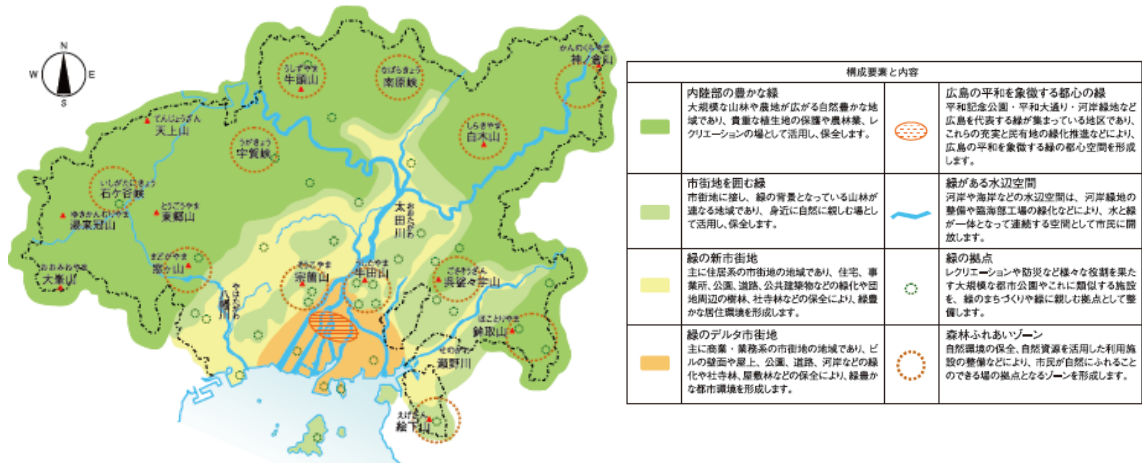 N
W
E
S
かんのくらやま
神ノ倉山
うしずやま
牛頭山
なばらきょう
南原峡
てんじょうざん
天上山
しらきやま
白木山
うがきょう
宇賀峡
いしがたにきょう
石ケ谷峡
とうごうやま
東郷山
ゆきかんむりやま
湯来冠山
おおみねやま
大峯山
まどがやま
窓ヶ山
やはたがわ
八幡川
おおたがわ
太田川
宗箇山
うしたやま
牛田山
ごさそうざん
呉娑々宇山
ほことりやま
鉾取山
せのがわ
瀬野川
えげさん
絵下山
構成要素と内容
内陸部の豊かな緑
大規模な山林や農地が広がる自然豊かな地
域であり、貴重な植生地の保護や農林業、レ
クリエーションの場として活用し、保全します。
広島の平和を象徴する都心の緑
平和記念公園・平和大通り・河岸緑地など
広島を代表する緑が集まっている地区であり、
これらの充実と民有地の緑化推進などにより、
広島の平和を象徴する緑の都心空間を形成
します。
市街地を囲む緑
市街地に接し、緑の背景となっている山林が
連なる地域であり、身近に自然に親しむ場とし
て活用し、保全します。
緑がある水辺空間
河岸や海岸などの水辺空間は、河岸緑地の
整備や臨海部工場の緑化などにより、水と緑
が一体となって連続する空間として市民に開
放します。
緑の新市街地
主に住居系の市街地の地域であり、住宅、事
業所、公園、道路、公共建築物などの緑化や団
地周辺の樹林、社寺林などの保全により、緑豊
かな居住環境を形成します。
緑の拠点
レクリエーションや防災など様々な役割を果た
す大規模な都市公園やこれに類似する施設
を、緑のまちづくりや緑に親しむ拠点として整
備します。
緑のデルタ市街地
主に商業・業務系の市街地の地域であり、ビ
ルの壁面や屋上、公園、道路、河岸などの緑
化や社寺林、屋敷林などの保全により、緑豊
かな都市環境を形成します。
森林ふれあいゾーン
自然環境の保全、自然資源を活用した利用施
設の整備などにより、市民が自然にふれること
のできる場の拠点となるゾーンを形成します。